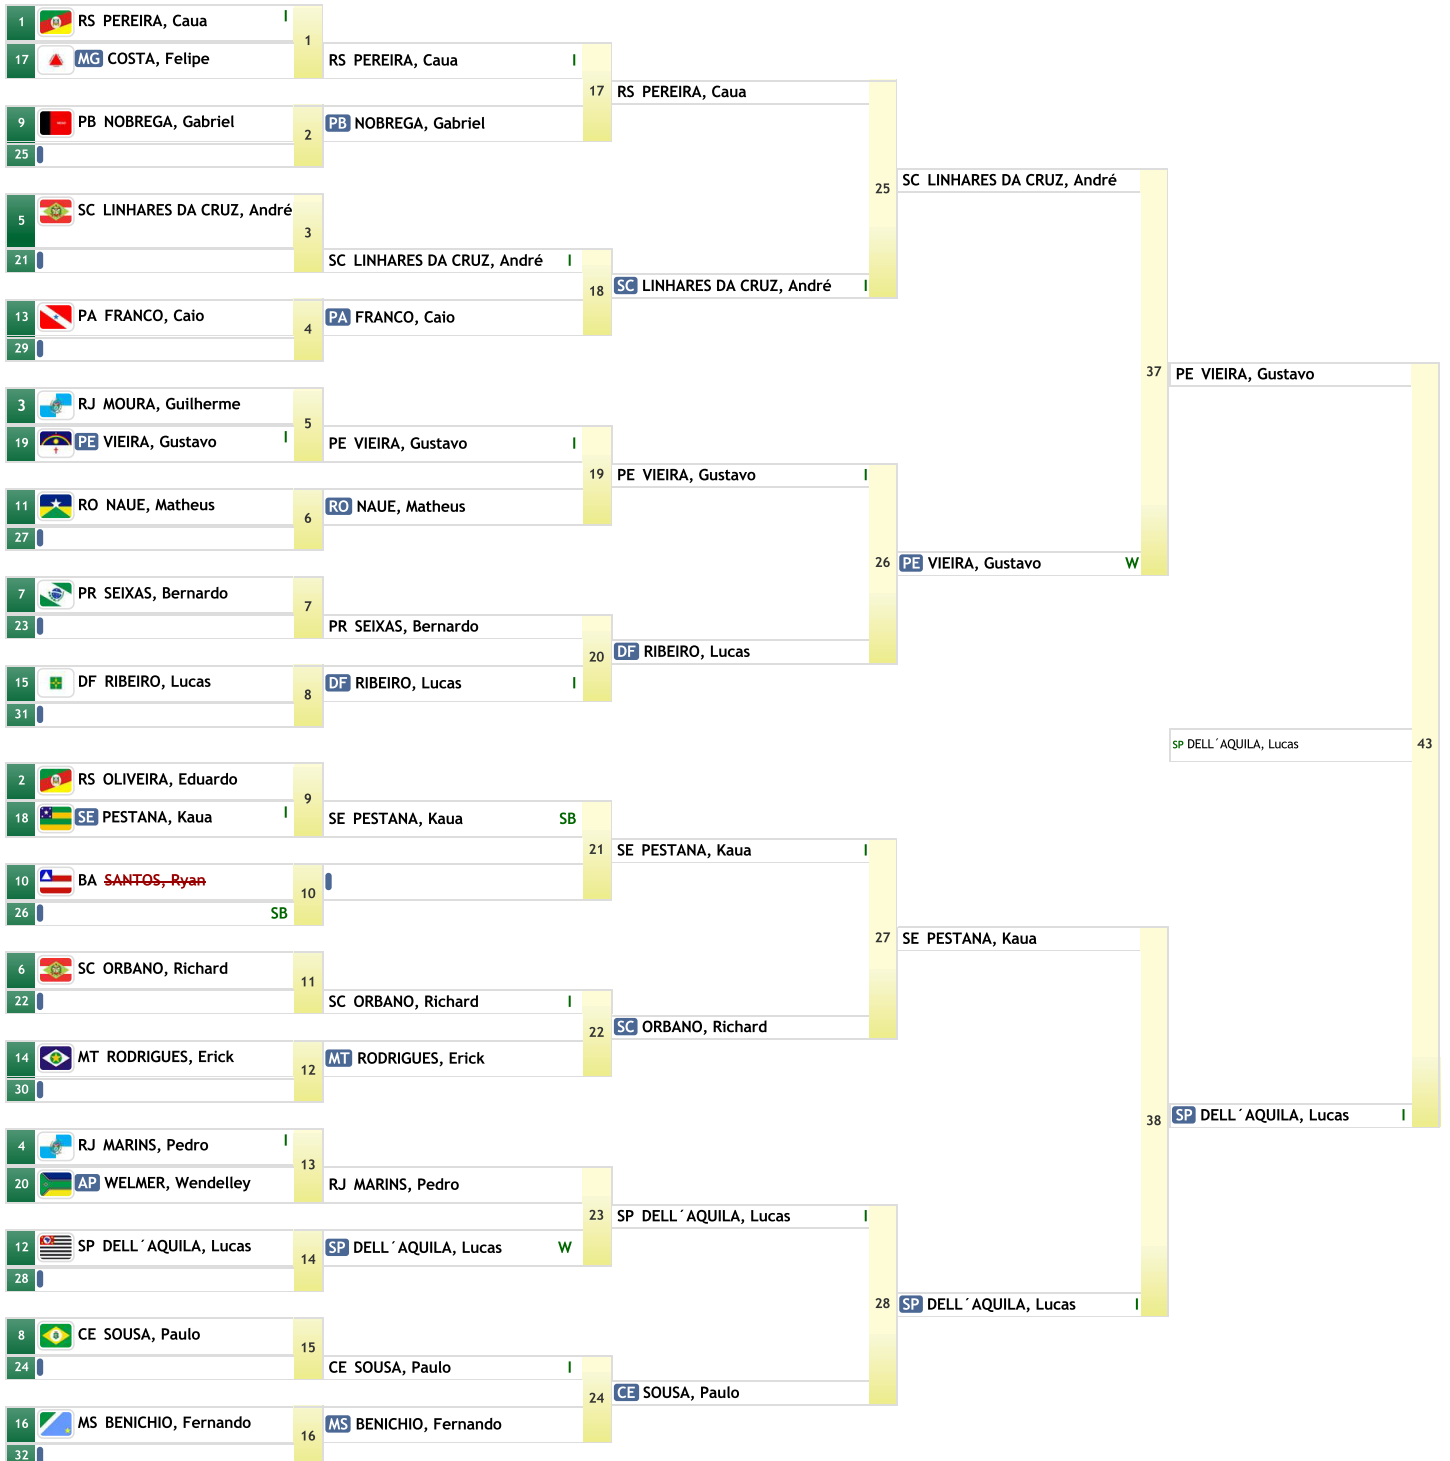 1 RS PEREIRA, Caua I
17 MG COSTA, Felipe
1
RS PEREIRA, Caua I
9 PB NOBREGA, Gabriel
25
2
PB NOBREGA, Gabriel
17
RS PEREIRA, Caua
5 SC LINHARES DA CRUZ, André
21
3
SC LINHARES DA CRUZ, André I
13 PA FRANCO, Caio
29
4
PA FRANCO, Caio
18
SC LINHARES DA CRUZ, André I
25
SC LINHARES DA CRUZ, André
3 RJ MOURA, Guilherme
19 PE VIEIRA, Gustavo I
5
PE VIEIRA, Gustavo I
11 RO NAUE, Matheus
27
6
RO NAUE, Matheus
19
PE VIEIRA, Gustavo I
7 PR SEIXAS, Bernardo
23
7
PR SEIXAS, Bernardo
15 DF RIBEIRO, Lucas
31
8
DF RIBEIRO, Lucas I
20
DF RIBEIRO, Lucas
26
PE VIEIRA, Gustavo W
37
PE VIEIRA, Gustavo
2 RS OLIVEIRA, Eduardo
18 SE PESTANA, Kaua I
9
SE PESTANA, Kaua SB
10 BA SANTOS, Ryan
26 SB
10
21
SE PESTANA, Kaua I
6 SC ORBANO, Richard
22
11
SC ORBANO, Richard I
14 MT RODRIGUES, Erick
30
12
MT RODRIGUES, Erick
22
SC ORBANO, Richard
27
SE PESTANA, Kaua
4 RJ MARINS, Pedro I
20 AP WELMER, Wendelley
13
RJ MARINS, Pedro
12 SP DELL´AQUILA, Lucas
28
14
SP DELL´AQUILA, Lucas W
23
SP DELL´AQUILA, Lucas I
8 CE SOUSA, Paulo
24
15
CE SOUSA, Paulo I
16 MS BENICHIO, Fernando
32
16
MS BENICHIO, Fernando
24
CE SOUSA, Paulo
28
SP DELL´AQUILA, Lucas I
38
SP DELL´AQUILA, Lucas I
43
SP DELL´AQUILA, Lucas